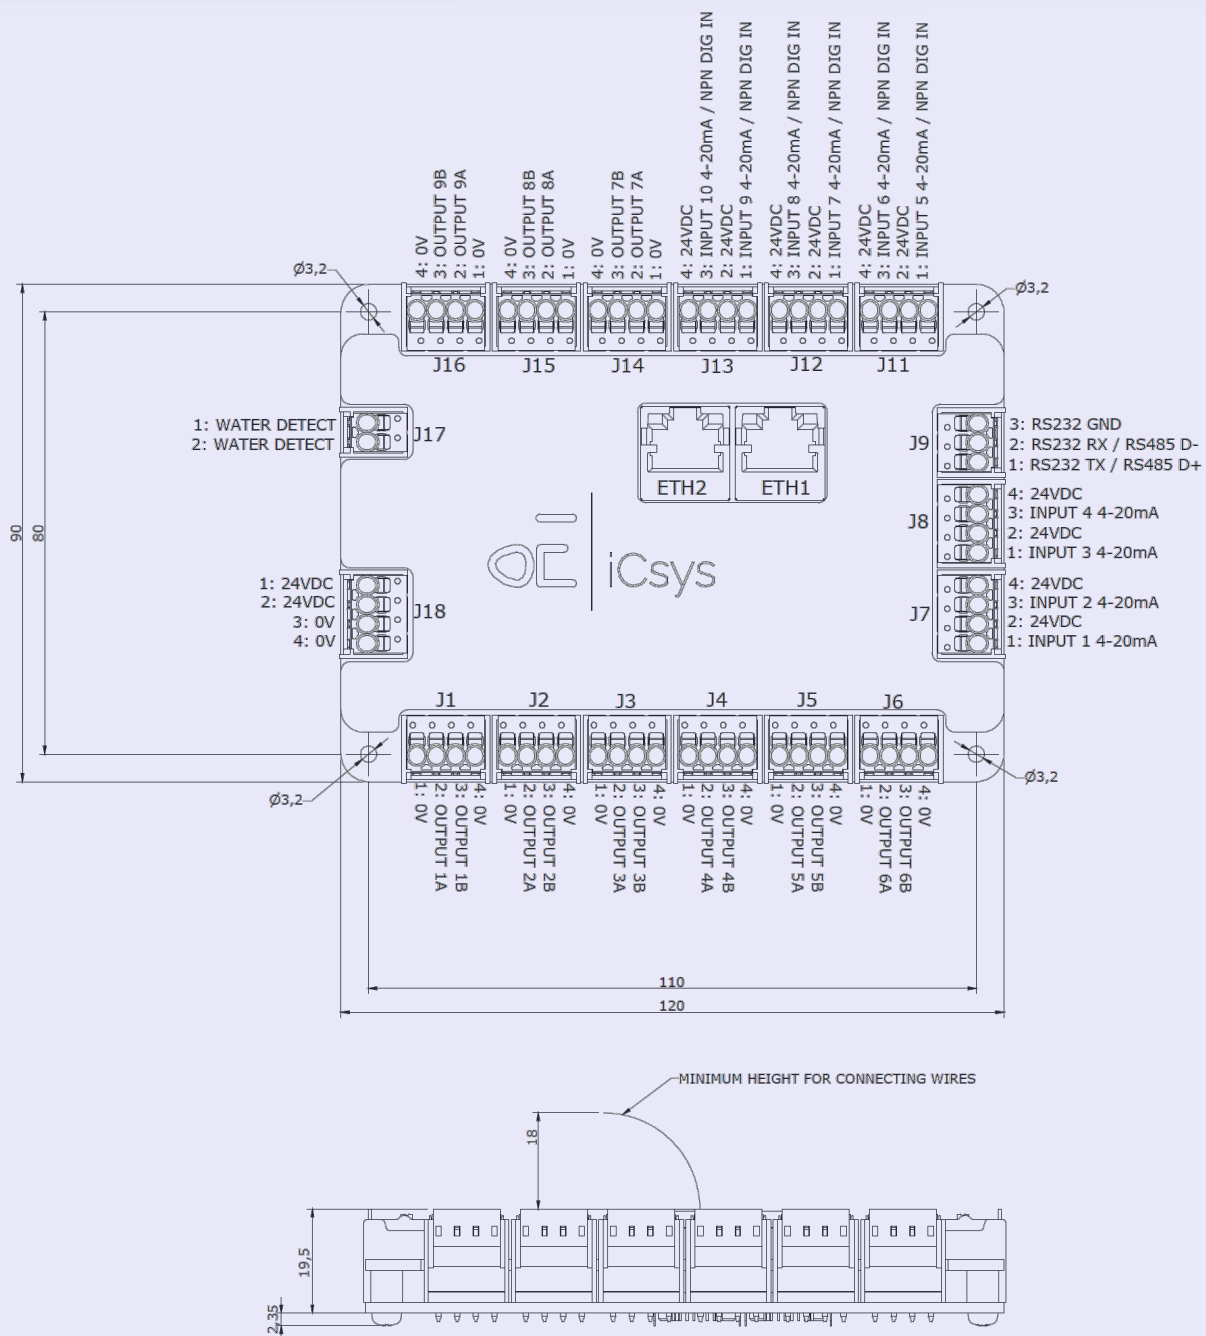 4: 0V
3: OUTPUT 9B
2: OUTPUT 9A
1: 0V
4: 0V
3: OUTPUT 8B
2: OUTPUT 8A
1: 0V
4: 0V
3: OUTPUT 7B
2: OUTPUT 7A
1: 0V
4: 24VDC
3: INPUT 10 4-20mA / NPN DIG IN
2: 24VDC
1: INPUT 9 4-20mA / NPN DIG IN
4: 24VDC
3: INPUT 8 4-20mA / NPN DIG IN
2: 24VDC
1: INPUT 7 4-20mA / NPN DIG IN
4: 24VDC
3: INPUT 6 4-20mA / NPN DIG IN
2: 24VDC
1: INPUT 5 4-20mA / NPN DIG IN
Ø3,2
Ø3,2
J16
J15
J14
J13
J12
J11
1: WATER DETECT
2: WATER DETECT
J17
J9
3: RS232 GND
2: RS232 RX / RS485 D-
1: RS232 TX / RS485 D+
ETH2
ETH1
J8
4: 24VDC
3: INPUT 4 4-20mA
2: 24VDC
1: INPUT 3 4-20mA
90
80
iCsys
1: 24VDC
2: 24VDC
3: 0V
4: 0V
J18
J7
4: 24VDC
3: INPUT 2 4-20mA
2: 24VDC
1: INPUT 1 4-20mA
J1
J2
J3
J4
J5
J6
Ø3,2
Ø3,2
1: 0V
2: OUTPUT 1A
3: OUTPUT 1B
4: 0V
1: 0V
2: OUTPUT 2A
3: OUTPUT 2B
4: 0V
1: 0V
2: OUTPUT 3A
3: OUTPUT 3B
4: 0V
1: 0V
2: OUTPUT 4A
3: OUTPUT 4B
4: 0V
1: 0V
2: OUTPUT 5A
3: OUTPUT 5B
4: 0V
1: 0V
2: OUTPUT 6A
3: OUTPUT 6B
4: 0V
110
120
MINIMUM HEIGHT FOR CONNECTING WIRES
18
19,5
2,35